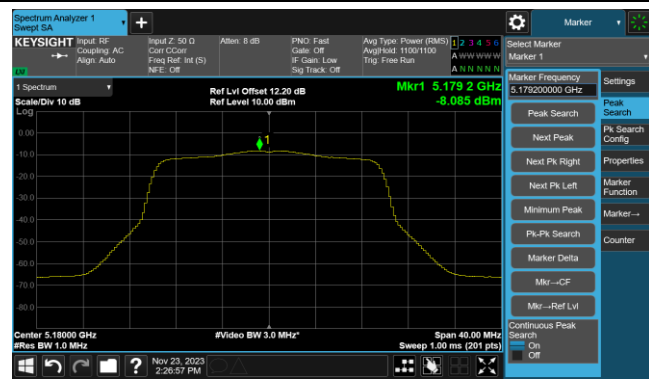 Spectrum Analyzer 1
Swept SA
Marker
KEYSIGHT
Input: RF
Coupling: AC
Align: Auto
Input Z: 50 Ω
Corr CCorr
Freq Ref: Int (S)
NFE: Off
Atten: 8 dB
PNO: Fast
Gate: Off
IF Gain: Low
Sig Track: Off
Avg Type: Power (RMS)
Avg|Hold: 1100/1100
Trig: Free Run
1 2 3 4 5 6
A W W W W W
A N N N N N
LV
Select Marker
Marker 1
1 Spectrum
Scale/Div 10 dB
Ref Lvl Offset 12.20 dB
Ref Level 10.00 dBm
Mkr1 5.179 2 GHz
-8.085 dBm
Log
0.00
-10.0
-20.0
-30.0
-40.0
-50.0
-60.0
-70.0
-80.0
1
Center 5.18000 GHz
#Res BW 1.0 MHz
#Video BW 3.0 MHz*
Span 40.00 MHz
Sweep 1.00 ms (201 pts)
Marker Frequency
5.179200000 GHz
Peak Search
Next Peak
Next Pk Right
Next Pk Left
Minimum Peak
Pk-Pk Search
Marker Delta
Mkr→CF
Mkr→Ref Lvl
Continuous Peak
Search
On
Off
Settings
Peak
Search
Pk Search
Config
Properties
Marker
Function
Marker→
Counter
?
Nov 23, 2023
2:26:57 PM